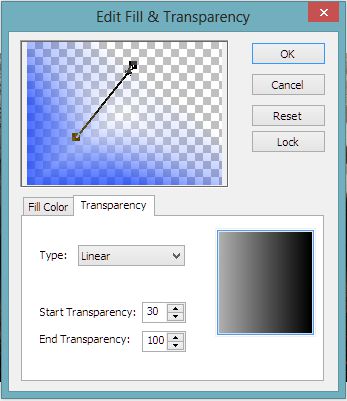 Edit Fill & Transparency
OK
Cancel
Reset
Lock
Fill Color Transparency
Type: Linear
Start Transparency: 30
End Transparency: 100